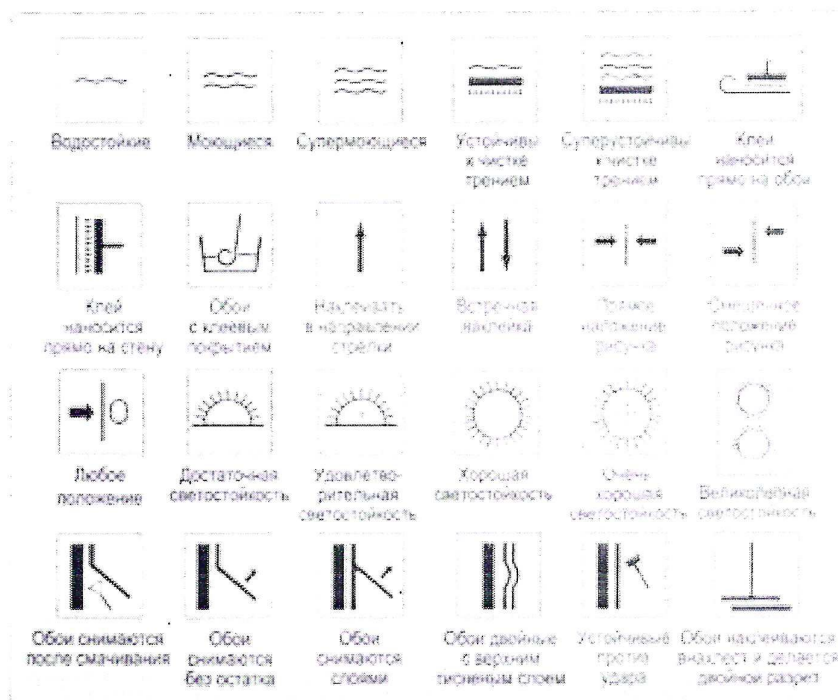 Водостойкие
Моющиеся
Супермоющиеся
Устойчивы
к чистке
трением
Суперустойчивы
к чистке
трением
Клей
наносится
прямо на обои
Клей
наносится
прямо на стену
Обои
с клеевым
покрытием
Наклеивать
в направлении
стрелки
Встречная
наклейка
Прямое
наложение
рисунка
Смещенное
положение
рисунка
Любое
положение
Достаточная
светостойкость
Удовлетво-
рительная
светостойкость
Хорошая
светостойкость
Очень
хорошая
светостойкость
Великолепная
светостойкость
Обои снимаются
после смачивания
Обои
снимаются
без остатка
Обои
снимаются
слоями
Обои двойные
с верхним
тисненым слоем
Устойчивые
против
удара
Обои наклеиваются
внахлест и делается
двойной разрез